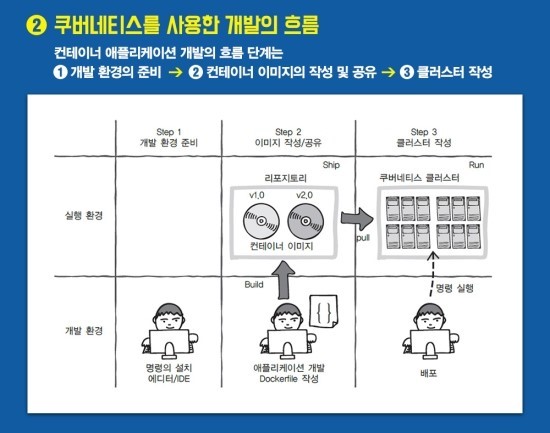 ② 쿠버네티스를 사용한 개발의 흐름
컨테이너 애플리케이션 개발의 흐름 단계는
① 개발 환경의 준비 → ② 컨테이너 이미지의 작성 및 공유 → ③ 클러스터 작성
Step 1
개발 환경 준비
Step 2
이미지 작성/공유
Step 3
클러스터 작성
실행 환경
Ship
리포지토리
v1.0
v2.0
컨테이너 이미지
pull
Run
쿠버네티스 클러스터
Build
명령 실행
개발 환경
{ }
명령의 설치
에디터/IDE
애플리케이션 개발
Dockerfile 작성
배포